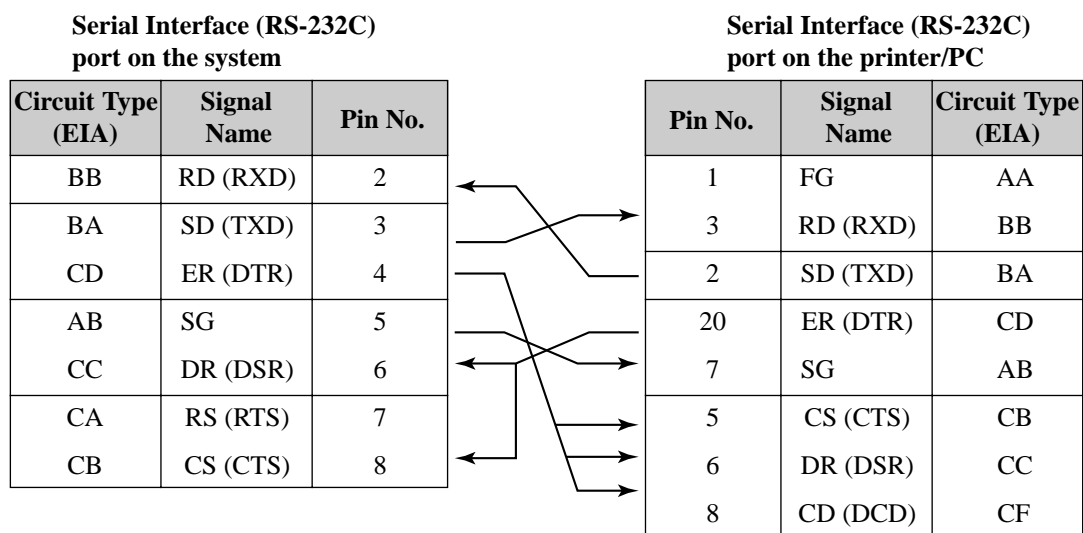 Serial Interface (RS-232C)
port on the system
Circuit Type (EIA) Signal Name Pin No.
BB RD (RXD) 2
BA SD (TXD) 3
CD ER (DTR) 4
AB SG 5
CC DR (DSR) 6
CA RS (RTS) 7
CB CS (CTS) 8
Serial Interface (RS-232C)
port on the printer/PC
Pin No. Signal Name Circuit Type (EIA)
1 FG AA
3 RD (RXD) BB
2 SD (TXD) BA
20 ER (DTR) CD
7 SG AB
5 CS (CTS) CB
6 DR (DSR) CC
8 CD (DCD) CF